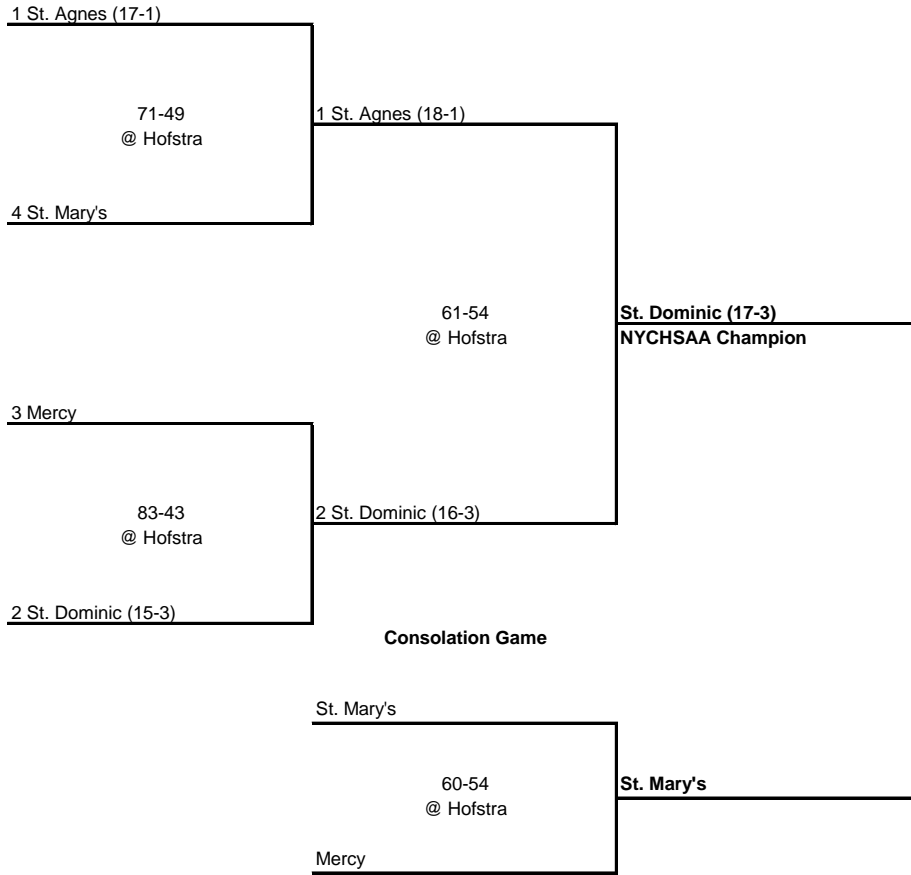 1 St. Agnes (17-1)
71-49
@ Hofstra
1 St. Agnes (18-1)
4 St. Mary's
61-54
@ Hofstra
St. Dominic (17-3)
NYCHSAA Champion
3 Mercy
83-43
@ Hofstra
2 St. Dominic (16-3)
2 St. Dominic (15-3)
Consolation Game
St. Mary's
60-54
@ Hofstra
St. Mary's
Mercy